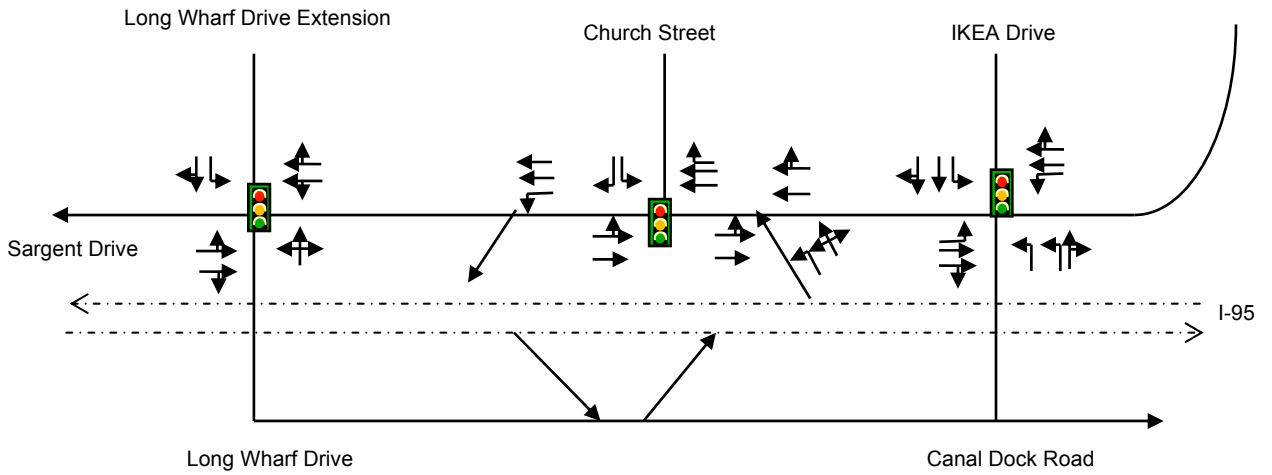 Long Wharf Drive Extension
Church Street
IKEA Drive
Sargent Drive
I-95
Long Wharf Drive
Canal Dock Road